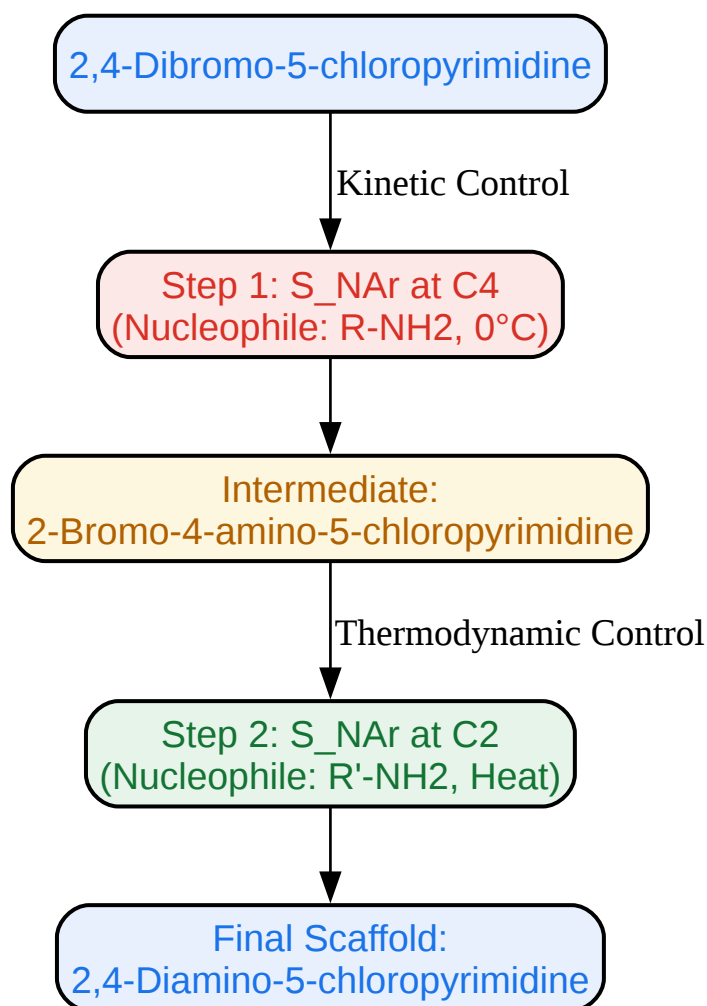 2,4-Dibromo-5-chloropyrimidine
Kinetic Control
Step 1: S_NAr at C4
(Nucleophile: R-NH2, 0°C)
Intermediate:
2-Bromo-4-amino-5-chloropyrimidine
Thermodynamic Control
Step 2: S_NAr at C2
(Nucleophile: R'-NH2, Heat)
Final Scaffold:
2,4-Diamino-5-chloropyrimidine